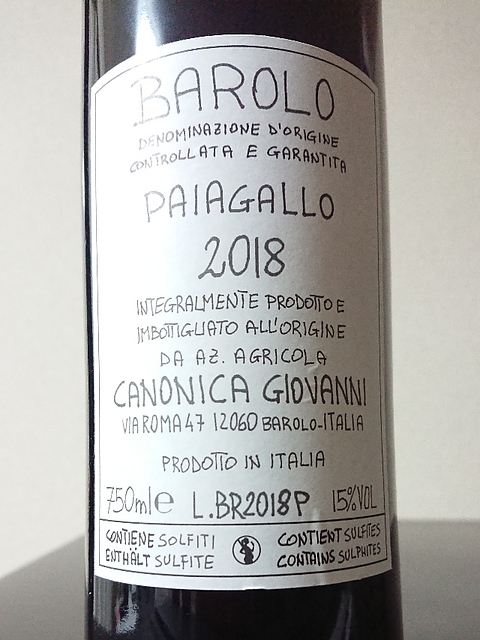 BAROLO
DENOMINAZIONE D'ORIGINE
CONTROLLATA E GARANTITA
PAIAGALLO
2018
INTEGRALMENTE PRODOTTO E
IMBOTTIGLIATO ALL'ORIGINE
DA AZ. AGRICOLA
CANONICA GIOVANNI
VIA ROMA 47 12060 BAROLO-ITALIA
PRODOTTO IN ITALIA
750ml e L.BR2018P 15%VOL
CONTIENE SOLFITI CONTIENT SULFITES
ENTHÄLT SULFITE CONTAINS SULPHITES